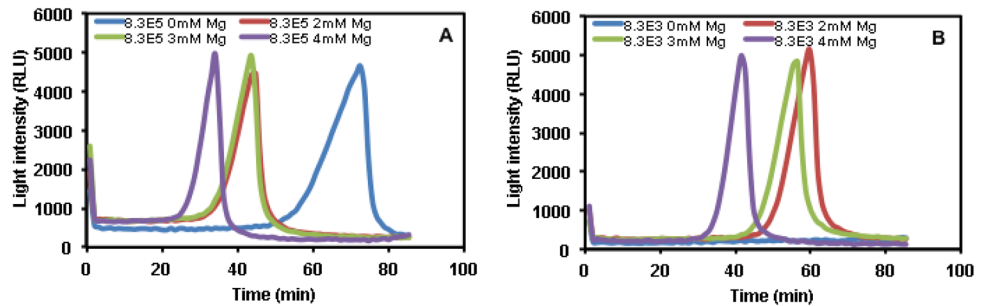 8.3E5 0mM Mg 8.3E5 2mM Mg
8.3E5 3mM Mg 8.3E5 4mM Mg
A
Light intensity (RLU)
6000
5000
4000
3000
2000
1000
0
0 20 40 60 80 100
Time (min)
8.3E3 0mM Mg 8.3E3 2mM Mg
8.3E3 3mM Mg 8.3E3 4mM Mg
B
Light intensity (RLU)
6000
5000
4000
3000
2000
1000
0
0 20 40 60 80 100
Time (min)